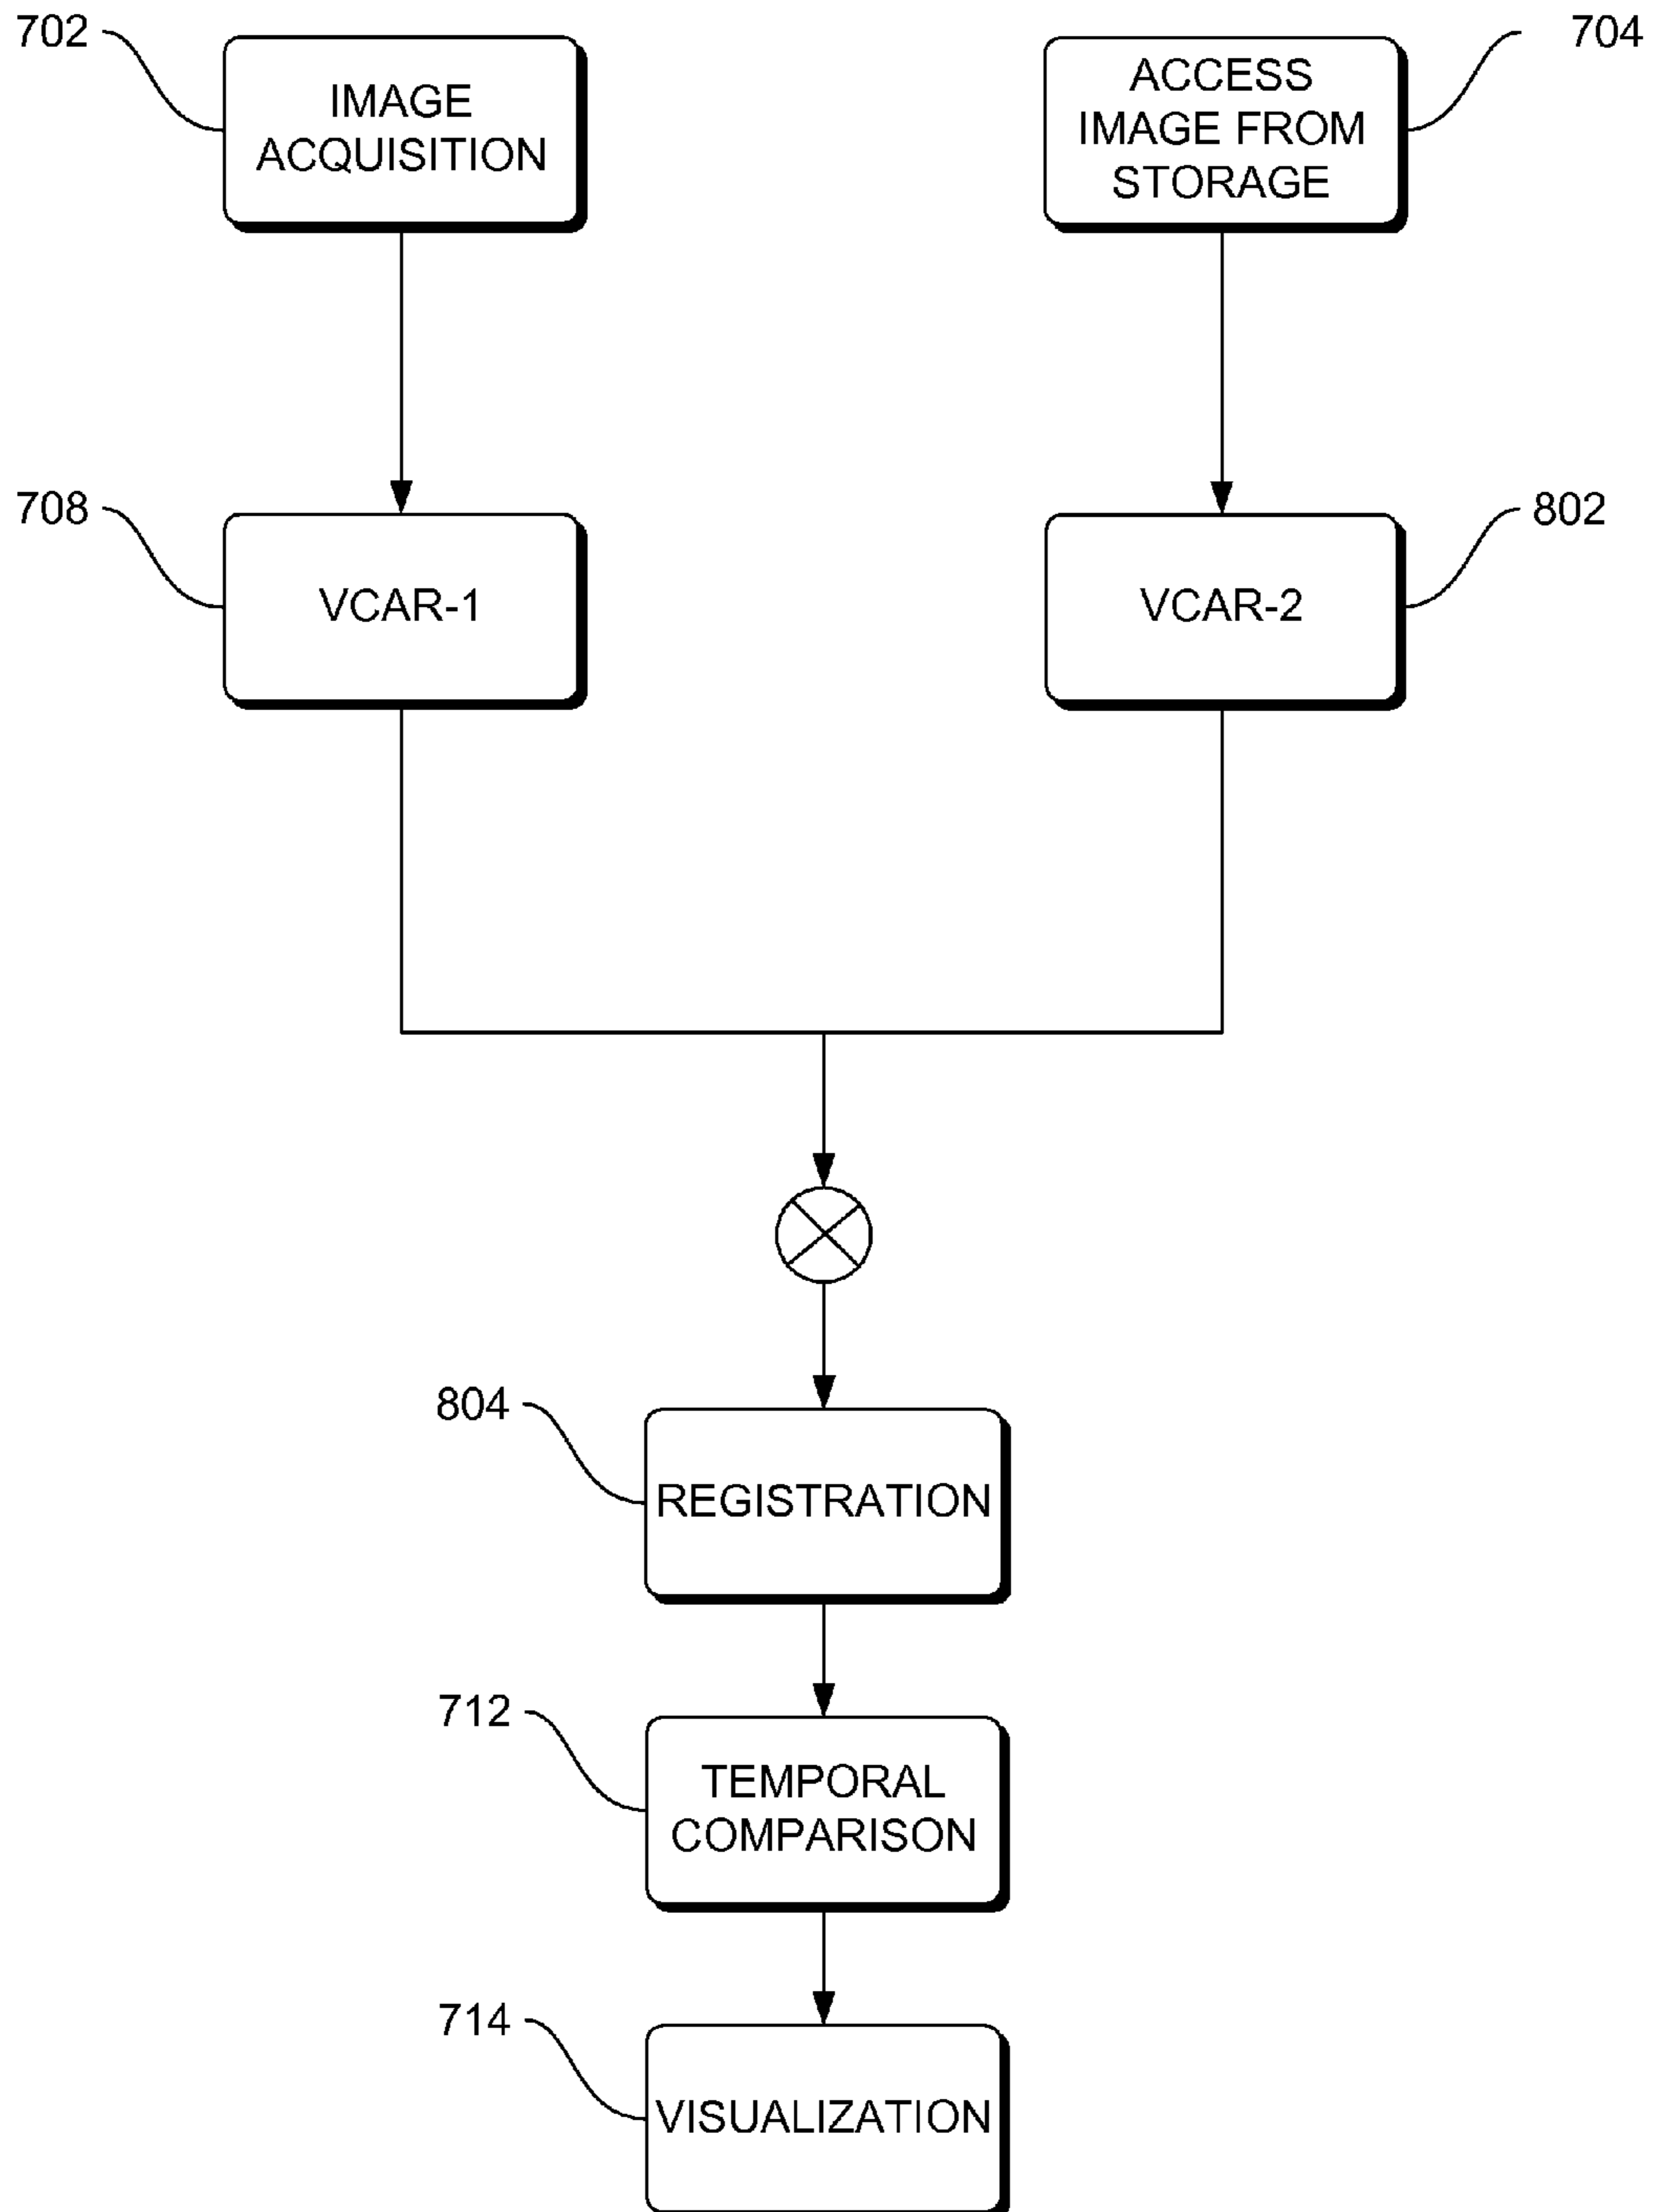 702
IMAGE
ACQUISITION
704
ACCESS
IMAGE FROM
STORAGE
708
VCAR-1
802
VCAR-2
804
REGISTRATION
712
TEMPORAL
COMPARISON
714
VISUALIZATION